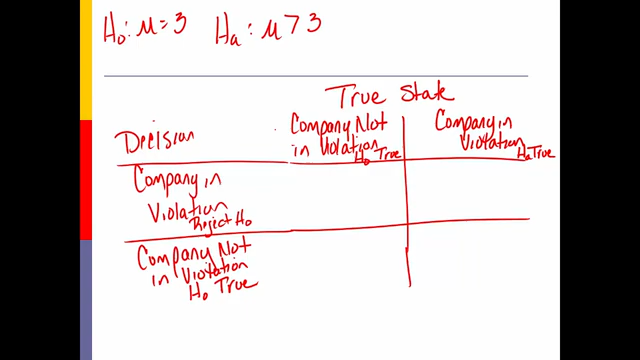 H₀: μ = 3   Hₐ: μ > 3
True State
Decision
Company Not
in Violation
H₀ True
Company in
Violation
Hₐ True
Company in
Violation
Reject H₀
Company Not
in Violation
H₀ True